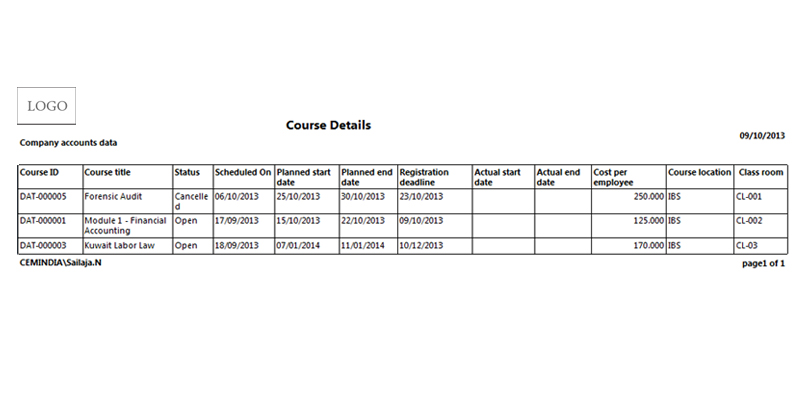 LOGO
Course Details
09/10/2013
Company accounts data
Course ID Course title Status Scheduled On Planned start date Planned end date Registration deadline Actual start date Actual end date Cost per employee Course location Class room
DAT-000005 Forensic Audit Cancelled 06/10/2013 25/10/2013 30/10/2013 23/10/2013 250.000 IBS CL-001
DAT-000001 Module 1 - Financial Accounting Open 17/09/2013 15/10/2013 22/10/2013 09/10/2013 125.000 IBS CL-002
DAT-000003 Kuwait Labor Law Open 18/09/2013 07/01/2014 11/01/2014 10/12/2013 170.000 IBS CL-03
CEMINDIA\Sailaja.N page1 of 1